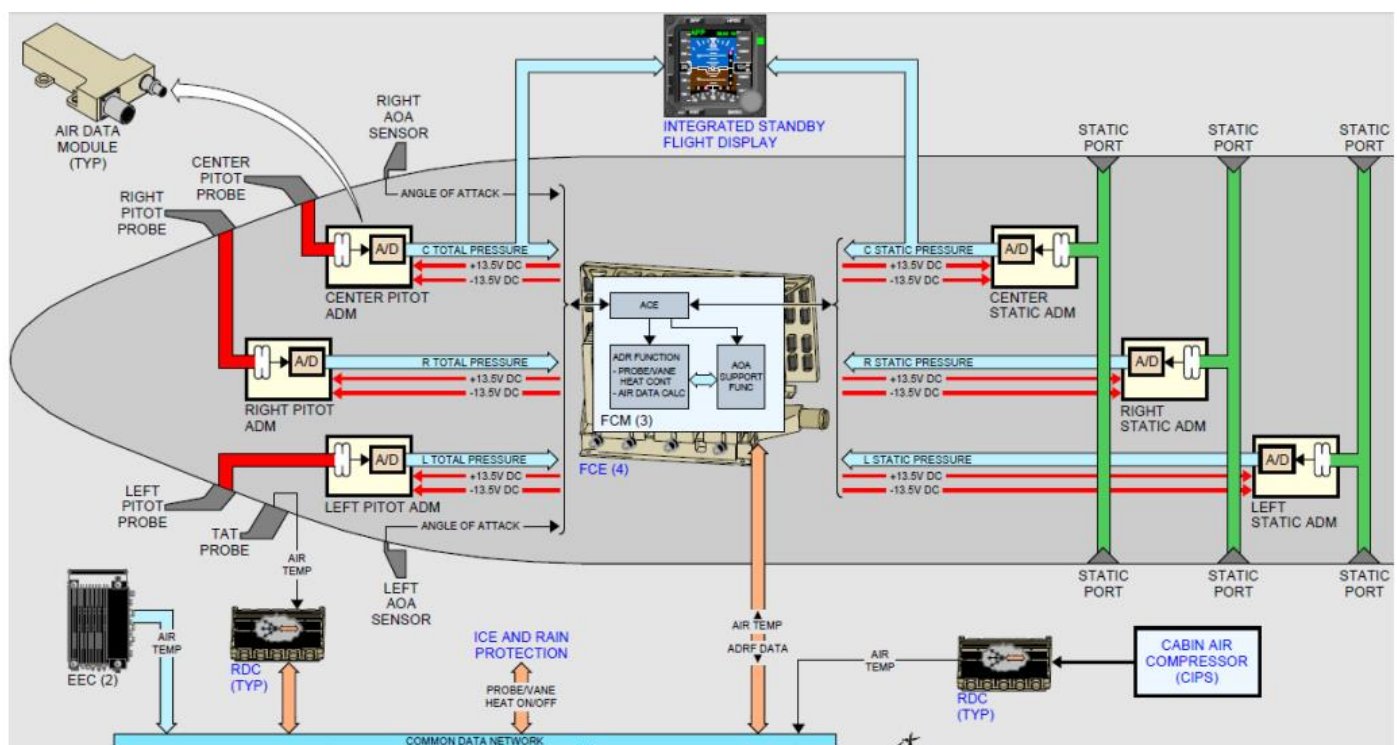 AIR DATA
MODULE
(TYP)
RIGHT
AOA
SENSOR
CENTER
PITOT
PROBE
RIGHT
PITOT
PROBE
INTEGRATED STANDBY
FLIGHT DISPLAY
STATIC
PORT
STATIC
PORT
STATIC
PORT
ANGLE OF ATTACK
A/D
C TOTAL PRESSURE
+13.5V DC
-13.5V DC
CENTER PITOT
ADM
C STATIC PRESSURE
+13.5V DC
-13.5V DC
A/D
CENTER
STATIC ADM
ACE
ADR FUNCTION
- PROBE/VANE
HEAT CONT
- AIR DATA CALC
AOA
SUPPORT
FUNC
FCM (3)
FCE (4)
A/D
R TOTAL PRESSURE
+13.5V DC
-13.5V DC
RIGHT PITOT
ADM
R STATIC PRESSURE
+13.5V DC
-13.5V DC
A/D
RIGHT
STATIC ADM
A/D
L TOTAL PRESSURE
+13.5V DC
-13.5V DC
LEFT PITOT ADM
L STATIC PRESSURE
+13.5V DC
-13.5V DC
A/D
LEFT
STATIC ADM
LEFT
PITOT
PROBE
TAT
PROBE
ANGLE OF ATTACK
AIR
TEMP
LEFT
AOA
SENSOR
STATIC
PORT
STATIC
PORT
STATIC
PORT
EEC (2)
AIR
TEMP
RDC
(TYP)
ICE AND RAIN
PROTECTION
PROBE/VANE
HEAT ON/OFF
AIR TEMP
ADRF DATA
AIR
TEMP
RDC
(TYP)
CABIN AIR
COMPRESSOR
(CIPS)
COMMON DATA NETWORK